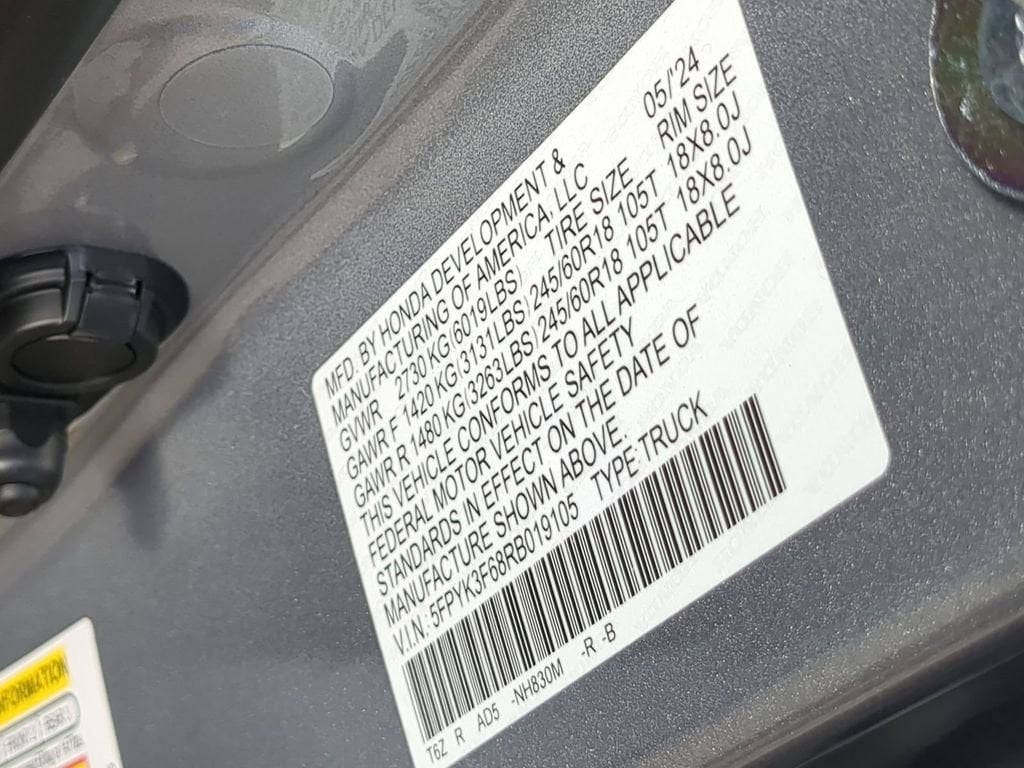 MFD. BY HONDA DEVELOPMENT &
MANUFACTURING OF AMERICA, LLC 05/'24
GVWR 2730 KG (6019LBS) TIRE SIZE RIM SIZE
GAWR F 1420 KG (3131LBS) 245/60R18 105T 18X8.0J
GAWR R 1480 KG (3263LBS) 245/60R18 105T 18X8.0J
THIS VEHICLE CONFORMS TO ALL APPLICABLE
FEDERAL MOTOR VEHICLE SAFETY
STANDARDS IN EFFECT ON THE DATE OF
MANUFACTURE SHOWN ABOVE.
V.I.N.: 5FPYK3F68RB019105 TYPE: TRUCK
T6Z R AD5 -NH830M -R -B